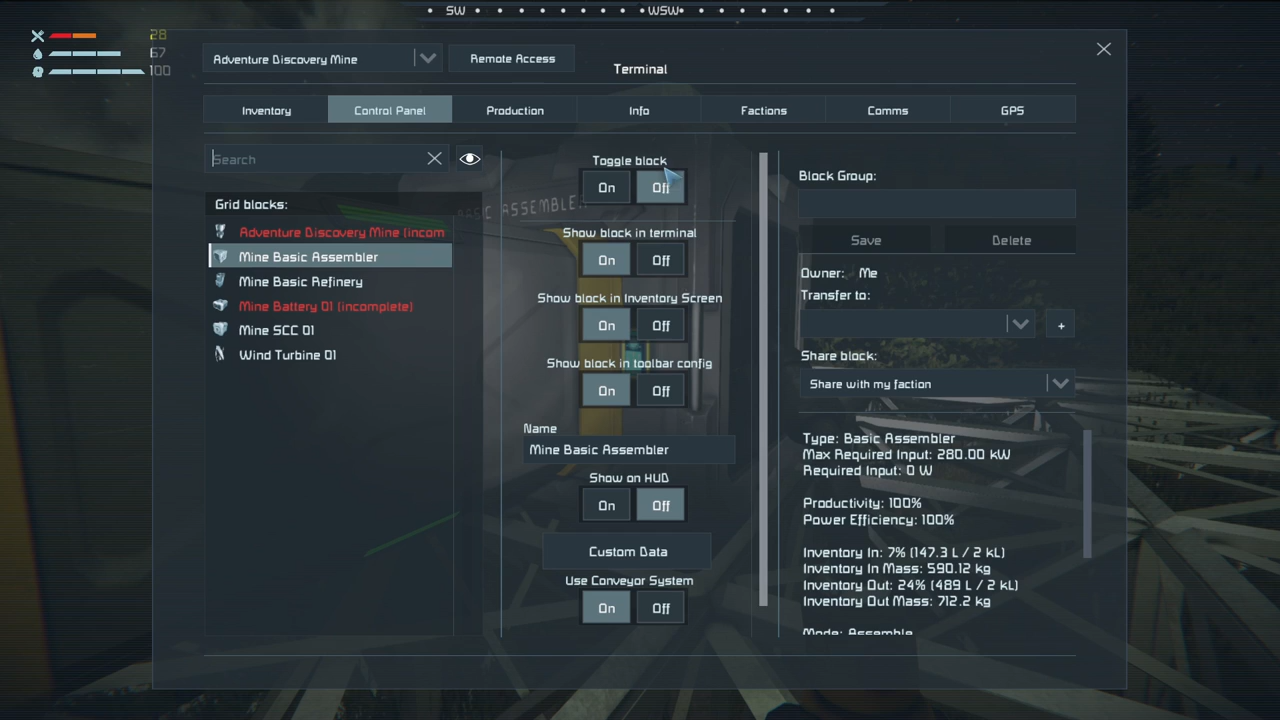 SW
WSW
28
67
100
Adventure Discovery Mine
Remote Access
Terminal
Inventory
Control Panel
Production
Info
Factions
Comms
GPS
Search
Grid blocks:
Adventure Discovery Mine (incom
Mine Basic Assembler
Mine Basic Refinery
Mine Battery 01 (incomplete)
Mine SCC 01
Wind Turbine 01
BASIC ASSEMBLER
Toggle block
On Off
Show block in terminal
On Off
Show block in Inventory Screen
On Off
Show block in toolbar config
On Off
Name
Mine Basic Assembler
Show on HUD
On Off
Custom Data
Use Conveyor System
On Off
Block Group:
Save Delete
Owner: Me
Transfer to:
+
Share block:
Share with my faction
Type: Basic Assembler
Max Required Input: 280.00 kW
Required Input: 0 W
Productivity: 100%
Power Efficiency: 100%
Inventory In: 7% (147.3 L / 2 kL)
Inventory In Mass: 590.12 kg
Inventory Out: 24% (489 L / 2 kL)
Inventory Out Mass: 712.2 kg
Mode: Assemble